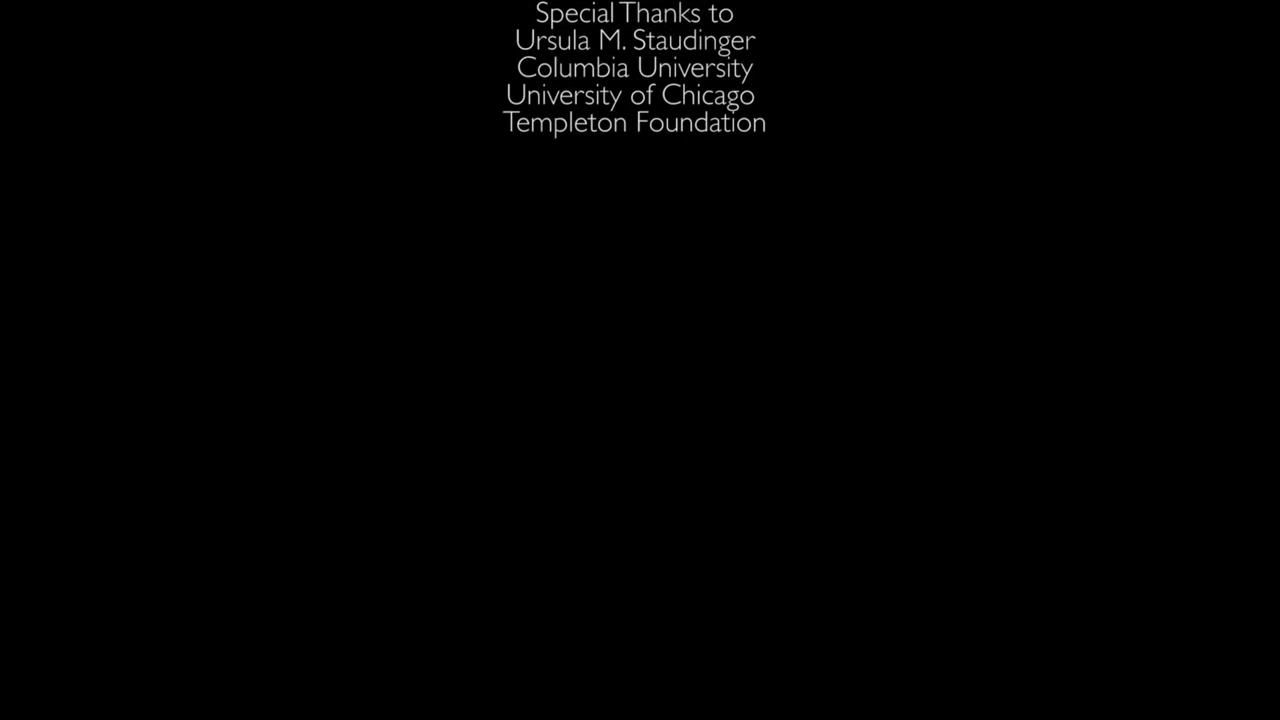 Special Thanks to
Ursula M. Staudinger
Columbia University
University of Chicago
Templeton Foundation